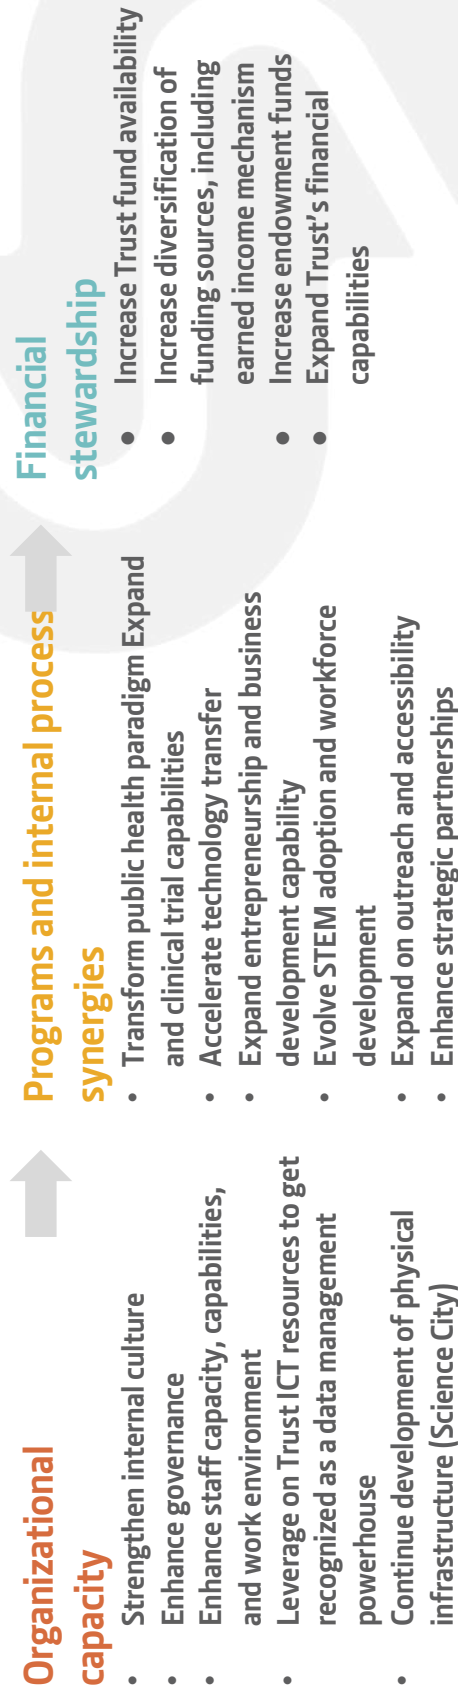 Organizational
capacity
• Strengthen internal culture
• Enhance governance
• Enhance staff capacity, capabilities,
and work environment
• Leverage on Trust ICT resources to get
recognized as a data management
powerhouse
• Continue development of physical
infrastructure (Science City)
Programs and internal process
synergies
• Transform public health paradigm Expand
and clinical trial capabilities
• Accelerate technology transfer
• Expand entrepreneurship and business
development capability
• Evolve STEM adoption and workforce
development
• Expand on outreach and accessibility
• Enhance strategic partnerships
Financial
stewardship
• Increase Trust fund availability
• Increase diversification of
funding sources, including
earned income mechanism
• Increase endowment funds
• Expand Trust's financial
capabilities